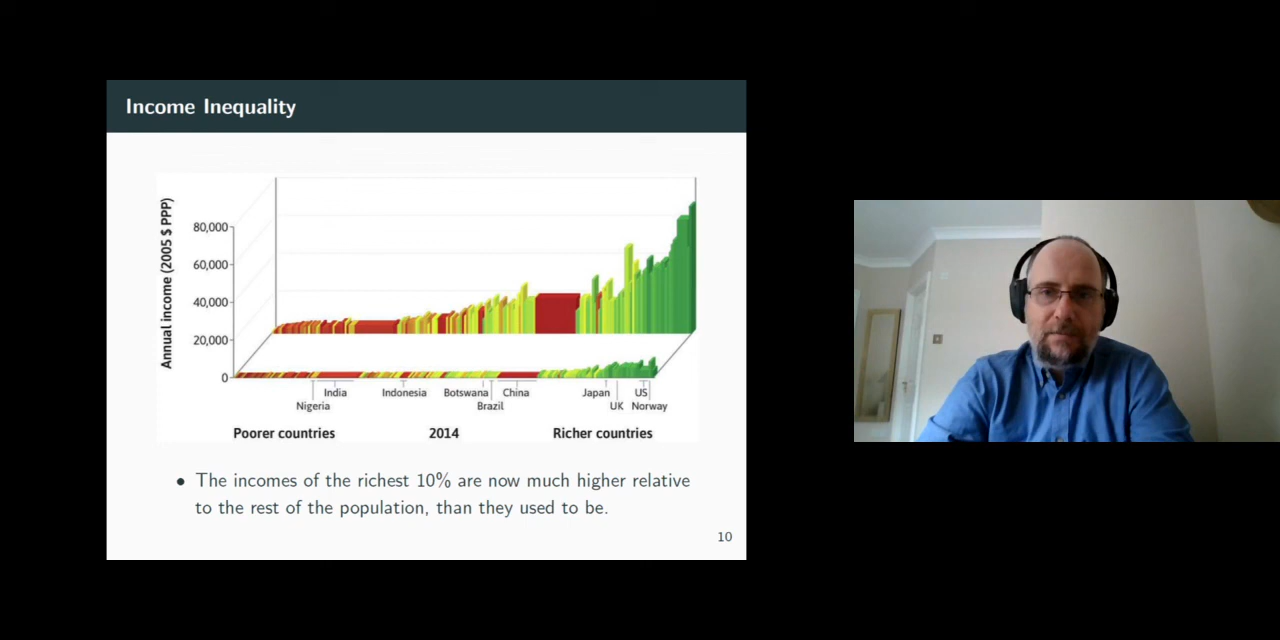 Income Inequality
Annual income (2005 $ PPP)
80,000
60,000
40,000
20,000
0
India
Indonesia
Botswana
China
Japan
US
Nigeria
Brazil
UK
Norway
Poorer countries
2014
Richer countries
• The incomes of the richest 10% are now much higher relative
to the rest of the population, than they used to be.
10